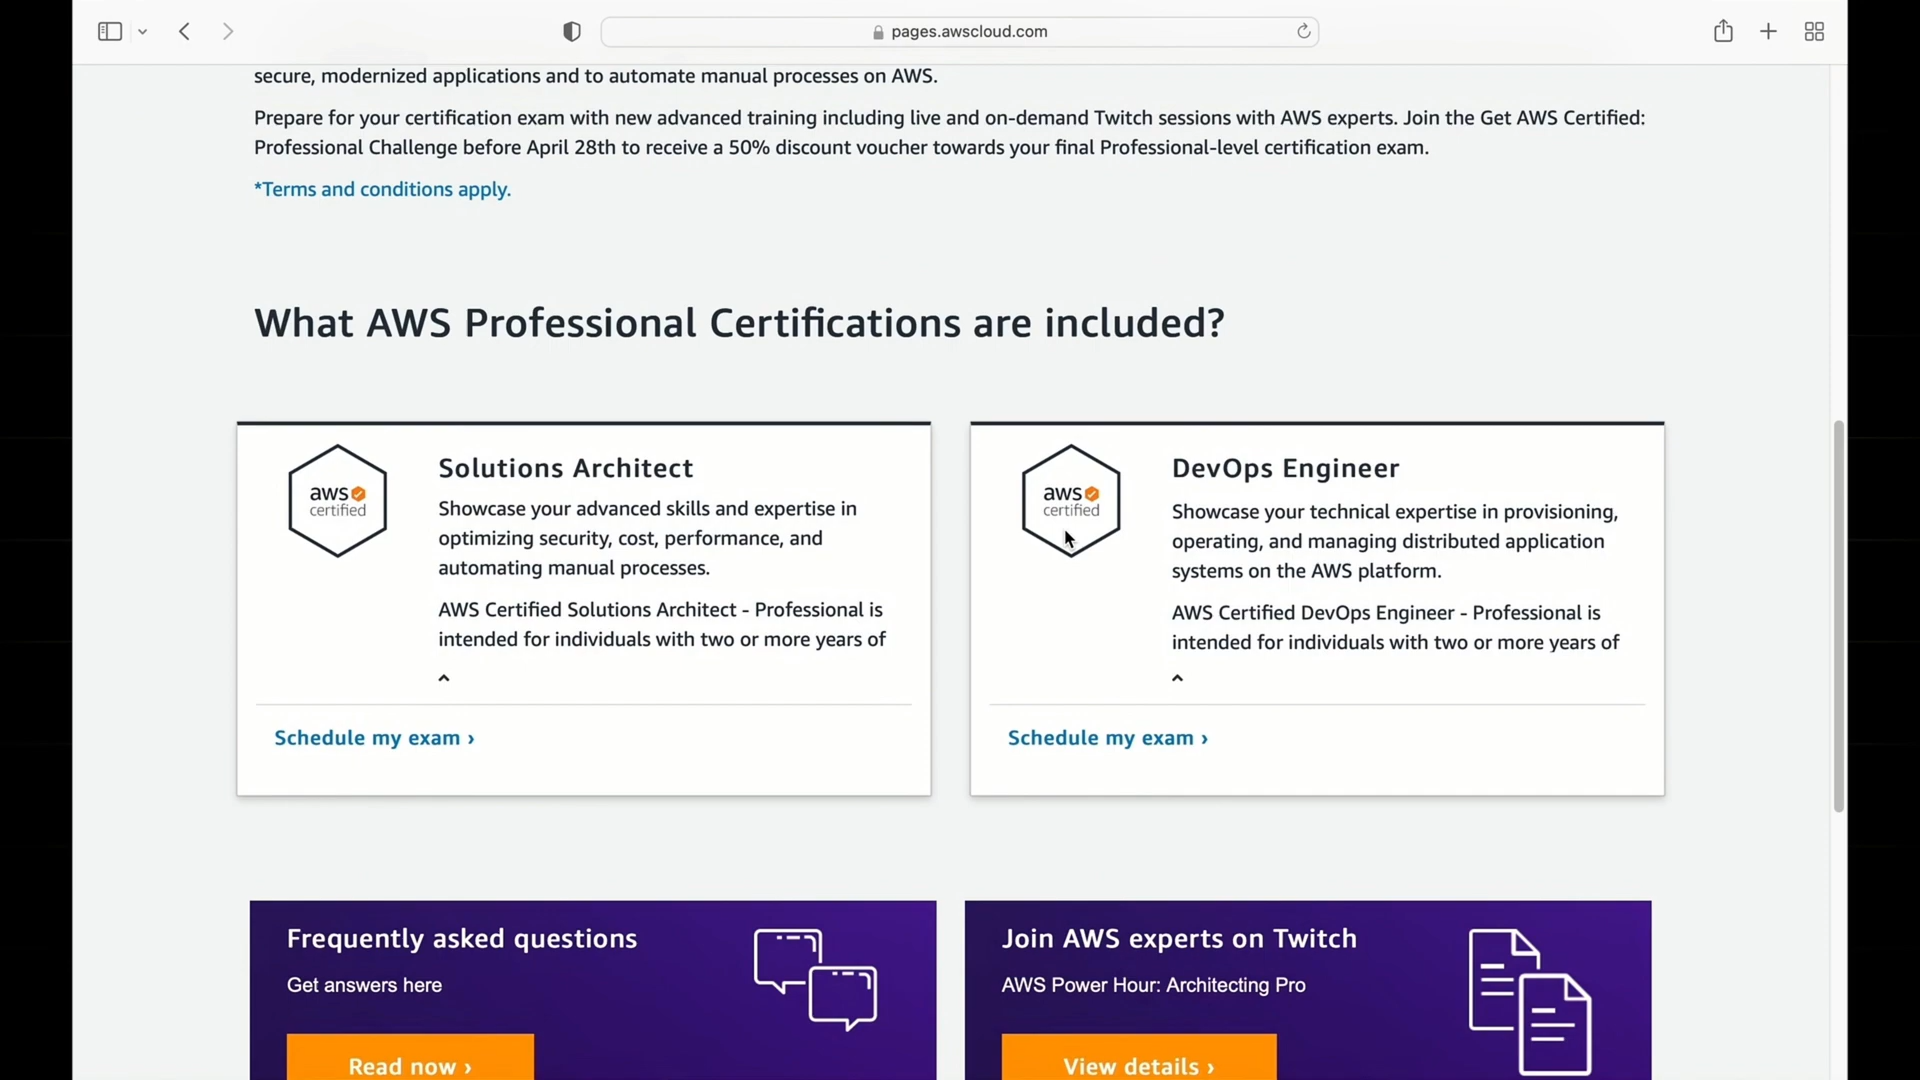 pages.awscloud.com
secure, modernized applications and to automate manual processes on AWS.
Prepare for your certification exam with new advanced training including live and on-demand Twitch sessions with AWS experts. Join the Get AWS Certified:
Professional Challenge before April 28th to receive a 50% discount voucher towards your final Professional-level certification exam.
*Terms and conditions apply.
What AWS Professional Certifications are included?
aws
certified
Solutions Architect
Showcase your advanced skills and expertise in
optimizing security, cost, performance, and
automating manual processes.
AWS Certified Solutions Architect - Professional is
intended for individuals with two or more years of
Schedule my exam ›
aws
certified
DevOps Engineer
Showcase your technical expertise in provisioning,
operating, and managing distributed application
systems on the AWS platform.
AWS Certified DevOps Engineer - Professional is
intended for individuals with two or more years of
Schedule my exam ›
Frequently asked questions
Get answers here
Read now ›
Join AWS experts on Twitch
AWS Power Hour: Architecting Pro
View details ›